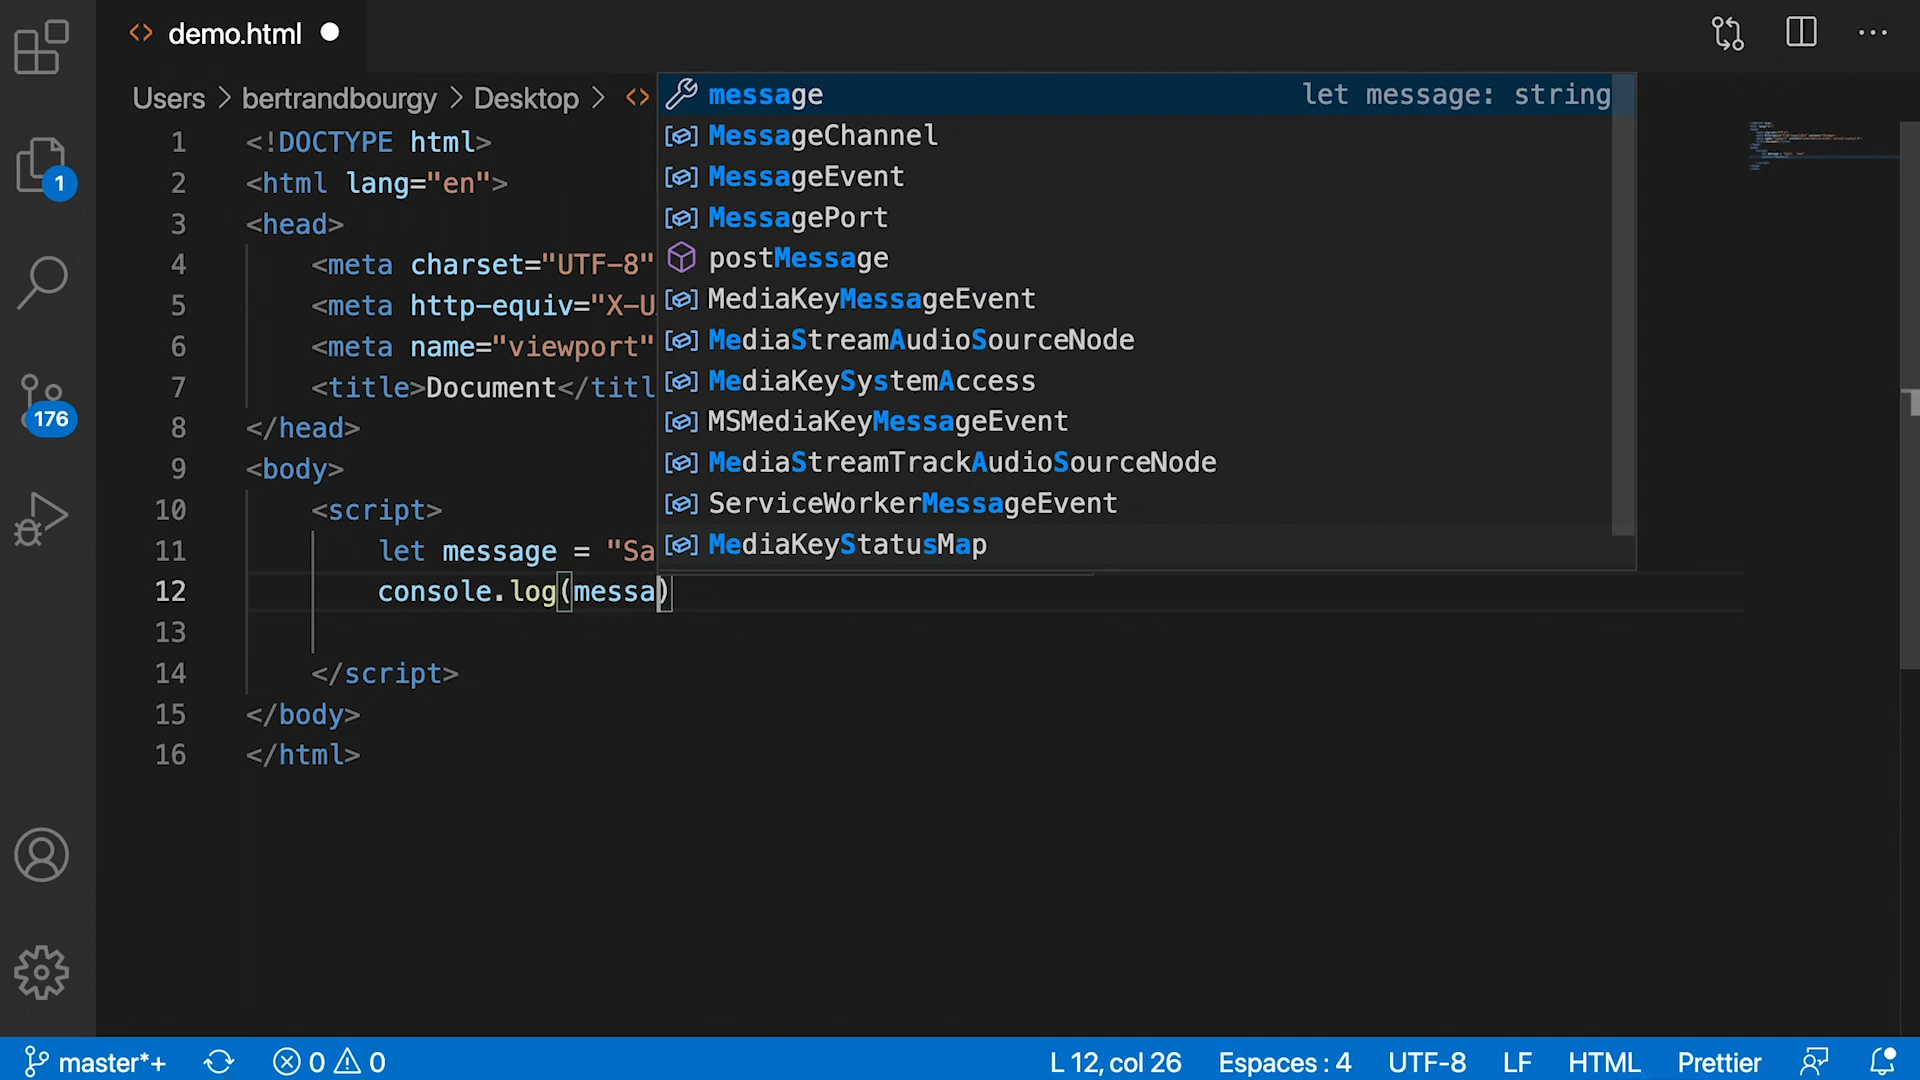 demo.html
Users > bertrandbourgy > Desktop >
1 <!DOCTYPE html>
2 <html lang="en">
3 <head>
4 <meta charset="UTF-8"
5 <meta http-equiv="X-U
6 <meta name="viewport"
7 <title>Document</titl
8 </head>
9 <body>
10 <script>
11 let message = "Sa
12 console.log(messa)
13
14 </script>
15 </body>
16 </html>
message let message: string
MessageChannel
MessageEvent
MessagePort
postMessage
MediaKeyMessageEvent
MediaStreamAudioSourceNode
MediaKeySystemAccess
MSMediaKeyMessageEvent
MediaStreamTrackAudioSourceNode
ServiceWorkerMessageEvent
MediaKeyStatusMap
1
176
master*+ 0 0 L 12, col 26 Espaces : 4 UTF-8 LF HTML Prettier